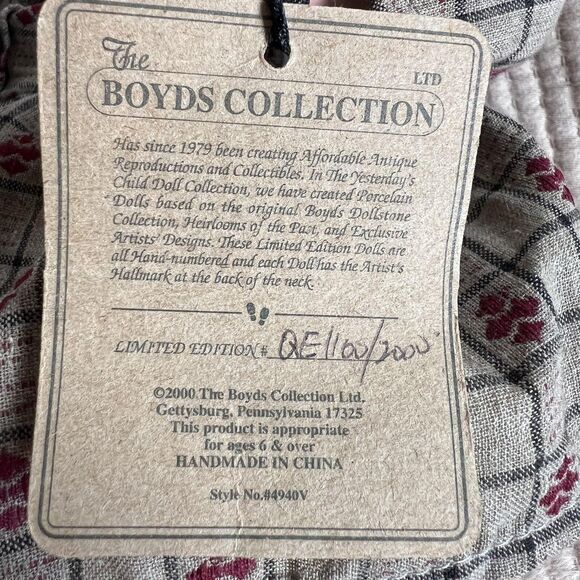 The
LTD
BOYDS COLLECTION
Has since 1979 been creating Affordable Antique
Reproductions and Collectibles. In The Yesterday's
Child Doll Collection, we have created Porcelain
Dolls based on the original Boyds Dollstone
Collection, Heirlooms of the Past, and Exclusive
Artists' Designs. These Limited Edition Dolls are
all Hand-numbered and each Doll has the Artist's
Hallmark at the back of the neck.
LIMITED EDITION# QE1100/2000
©2000 The Boyds Collection Ltd.
Gettysburg, Pennsylvania 17325
This product is appropriate
for ages 6 & over
HANDMADE IN CHINA
Style No.#4940V